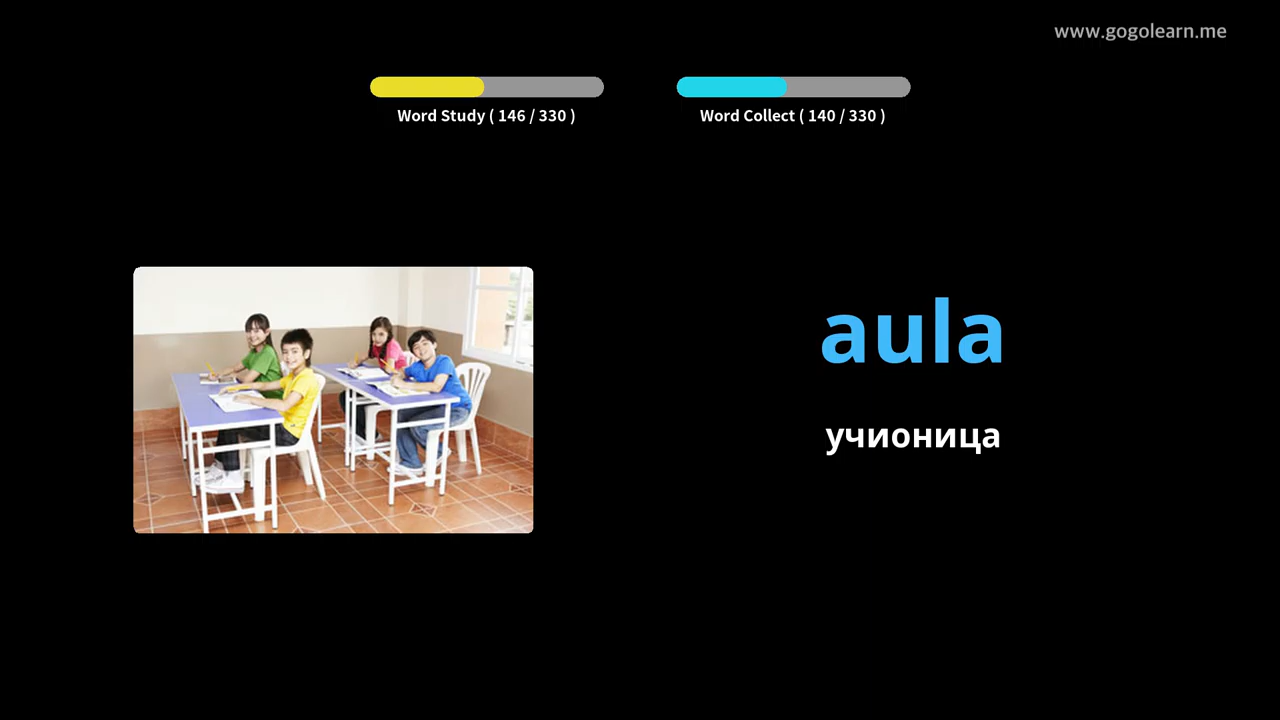 www.gogolearn.me
Word Study ( 146 / 330 )
Word Collect ( 140 / 330 )
aula
учионица